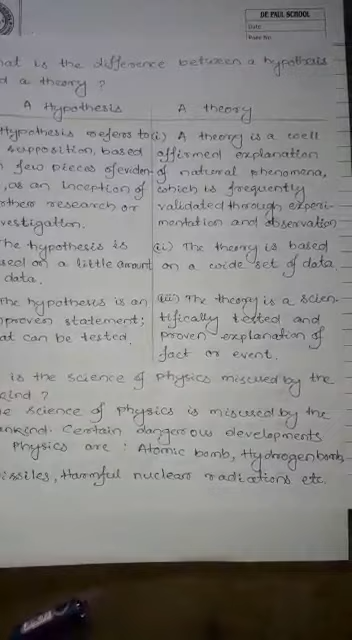 DE PAUL SCHOOL
Date
Page No.
hat is the difference between a hypothesis
d a theory ?
A Hypothesis A theory
Hypothesis refers to (i) A theory is a well
supposition, based affirmed explanation
few pieces of eviden- of natural phenomena,
, as an inception of which is frequently
other research or validated through experi-
vestigation. mentation and observation
The hypothesis is (ii) The theory is based
sed on a little amount on a wide set of data.
data.
The hypothesis is an (iii) The theory is a scien-
proven statement; tifically tested and
at can be tested. proven explanation of
fact or event.
is the science of physics misused by the
kind ?
e science of physics is misused by the
ankind. Certain dangerous developments
Physics are : Atomic bomb, Hydrogen bomb,
issiles, Harmful nuclear radiations etc.